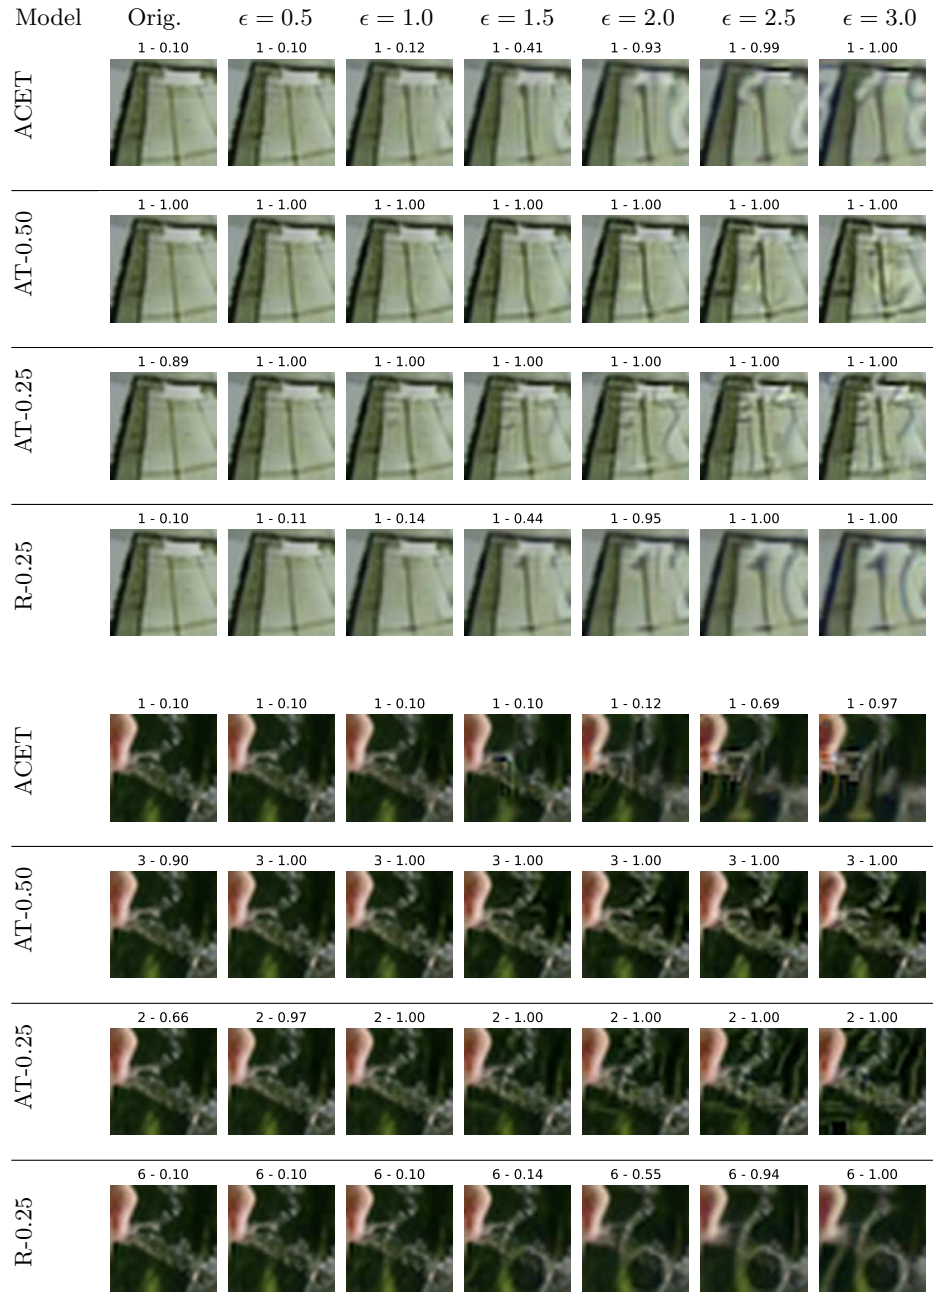 Model Orig. ϵ = 0.5 ϵ = 1.0 ϵ = 1.5 ϵ = 2.0 ϵ = 2.5 ϵ = 3.0
ACET
1 - 0.10 1 - 0.10 1 - 0.12 1 - 0.41 1 - 0.93 1 - 0.99 1 - 1.00
AT-0.50
1 - 1.00 1 - 1.00 1 - 1.00 1 - 1.00 1 - 1.00 1 - 1.00 1 - 1.00
AT-0.25
1 - 0.89 1 - 1.00 1 - 1.00 1 - 1.00 1 - 1.00 1 - 1.00 1 - 1.00
R-0.25
1 - 0.10 1 - 0.11 1 - 0.14 1 - 0.44 1 - 0.95 1 - 1.00 1 - 1.00
ACET
1 - 0.10 1 - 0.10 1 - 0.10 1 - 0.10 1 - 0.12 1 - 0.69 1 - 0.97
AT-0.50
3 - 0.90 3 - 1.00 3 - 1.00 3 - 1.00 3 - 1.00 3 - 1.00 3 - 1.00
AT-0.25
2 - 0.66 2 - 0.97 2 - 1.00 2 - 1.00 2 - 1.00 2 - 1.00 2 - 1.00
R-0.25
6 - 0.10 6 - 0.10 6 - 0.10 6 - 0.14 6 - 0.55 6 - 0.94 6 - 1.00